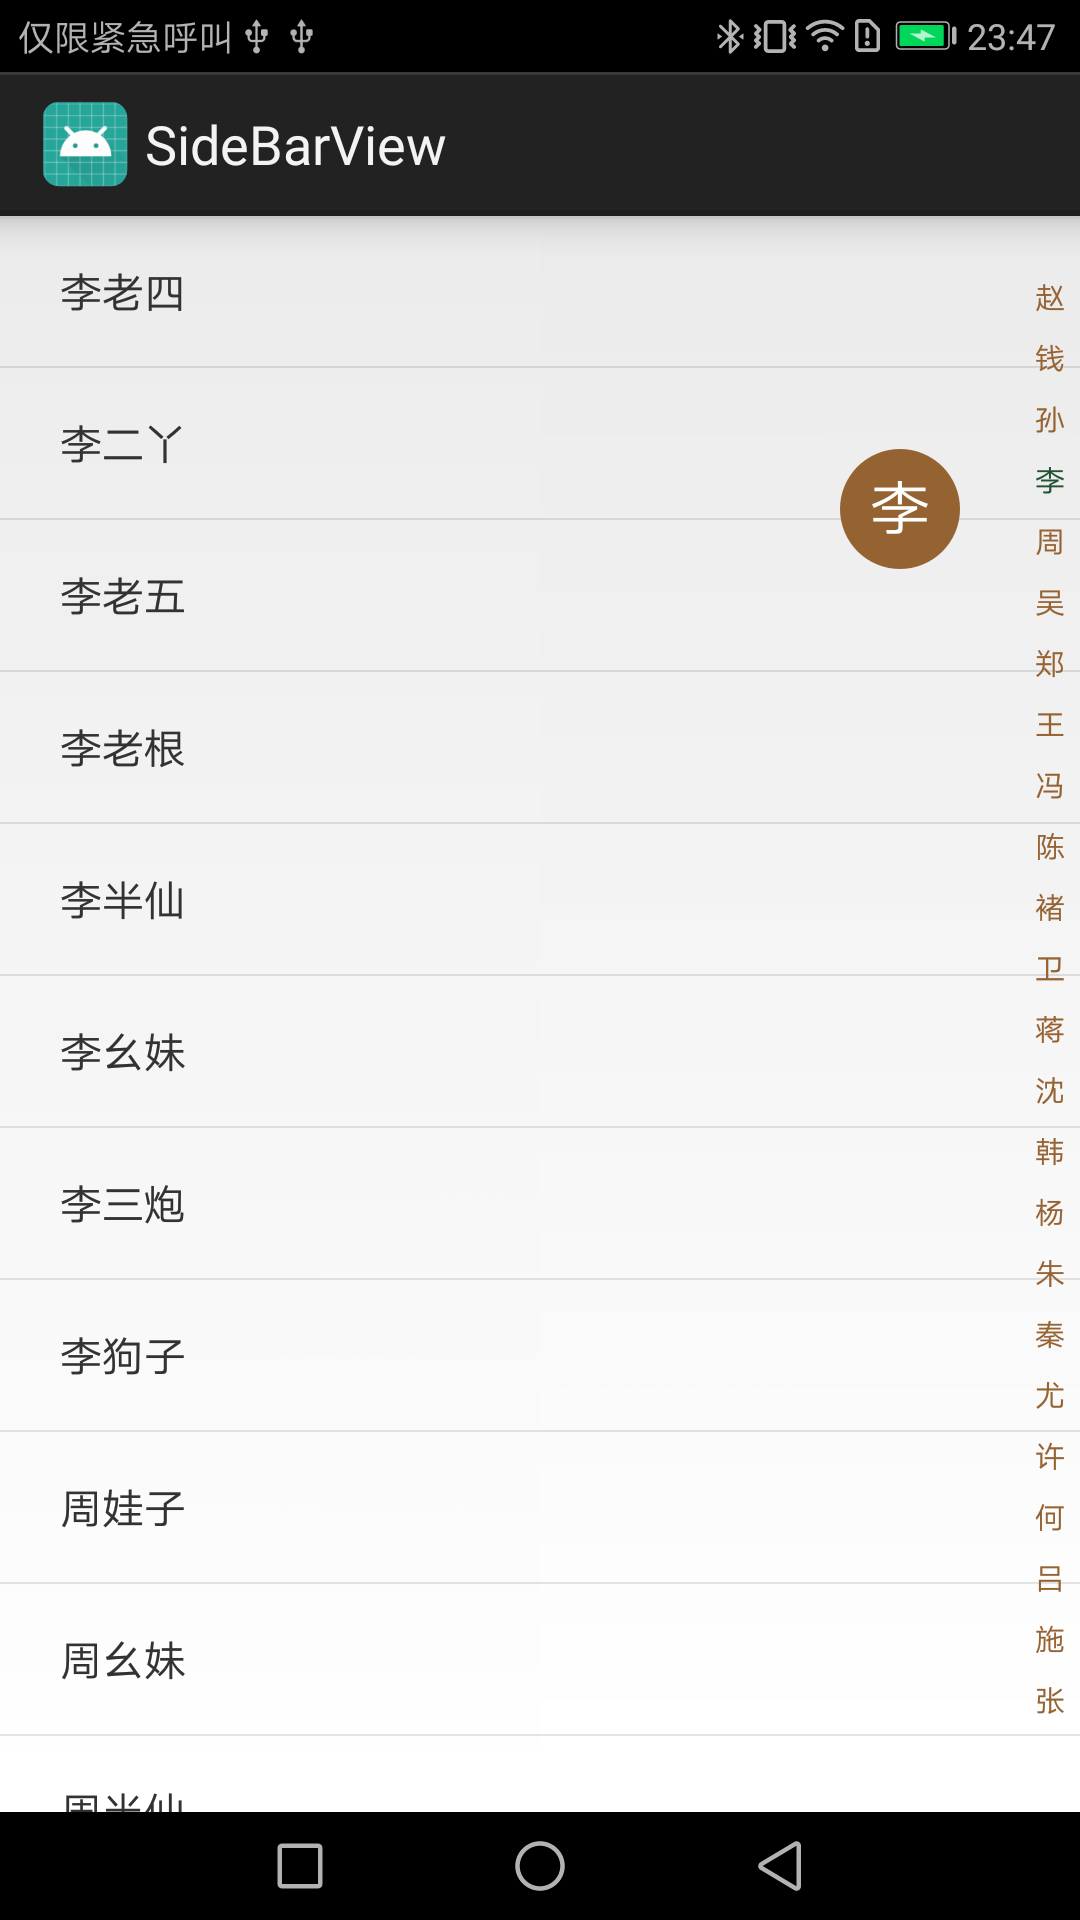 仅限紧急呼叫 23:47
SideBarView
李老四
李二丫
李老五
李老根
李半仙
李幺妹
李三炮
李狗子
周娃子
周幺妹
周半仙
李
赵
钱
孙
李
周
吴
郑
王
冯
陈
褚
卫
蒋
沈
韩
杨
朱
秦
尤
许
何
吕
施
张